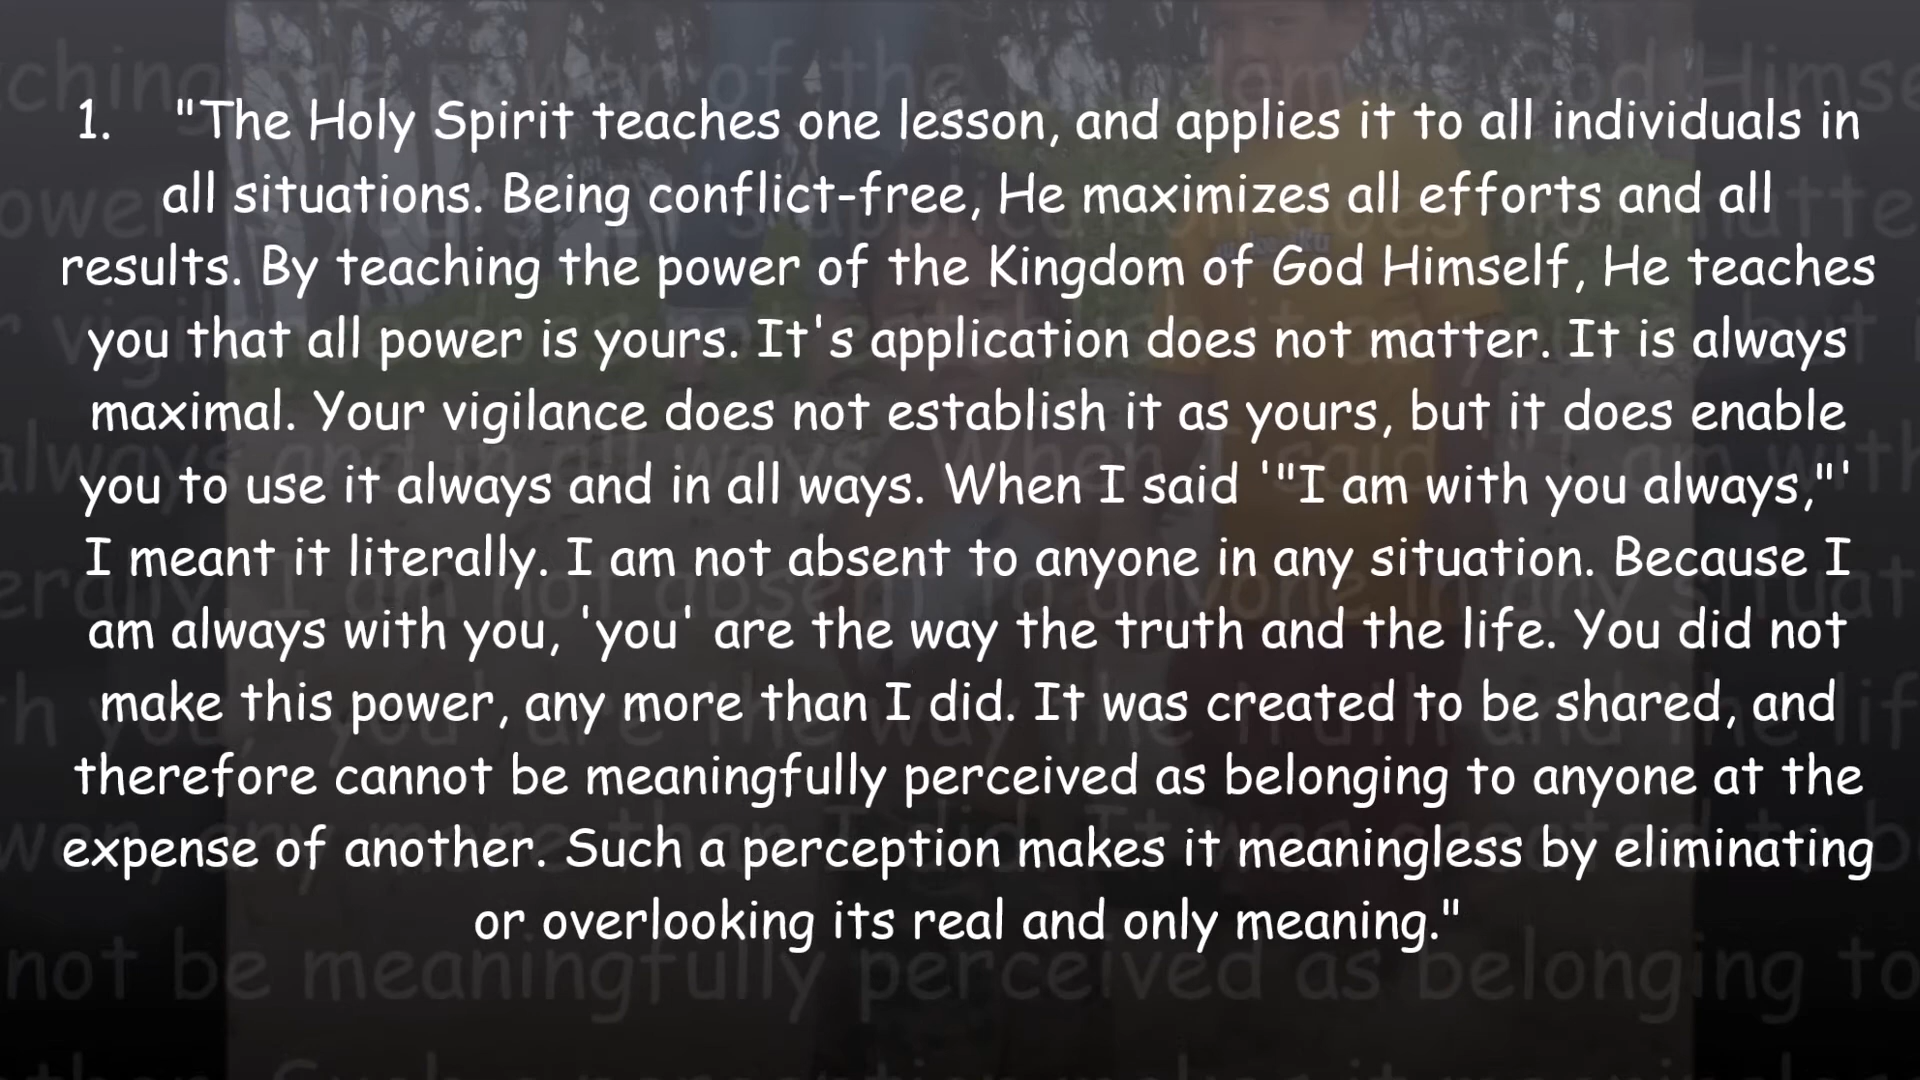 1. "The Holy Spirit teaches one lesson, and applies it to all individuals in
all situations. Being conflict-free, He maximizes all efforts and all
results. By teaching the power of the Kingdom of God Himself, He teaches
you that all power is yours. It's application does not matter. It is always
maximal. Your vigilance does not establish it as yours, but it does enable
you to use it always and in all ways. When I said '"I am with you always,"'
I meant it literally. I am not absent to anyone in any situation. Because I
am always with you, 'you' are the way the truth and the life. You did not
make this power, any more than I did. It was created to be shared, and
therefore cannot be meaningfully perceived as belonging to anyone at the
expense of another. Such a perception makes it meaningless by eliminating
or overlooking its real and only meaning."
not be meaningfully perceived as belonging to